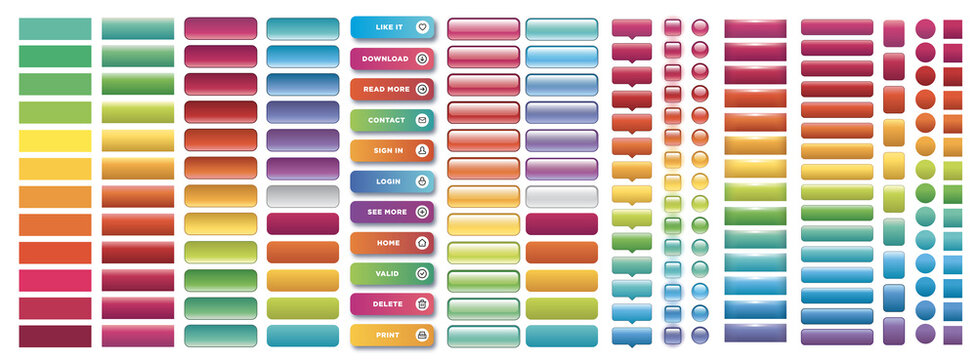 LIKE IT
DOWNLOAD
READ MORE
CONTACT
SIGN IN
LOGIN
SEE MORE
HOME
VALID
DELETE
PRINT